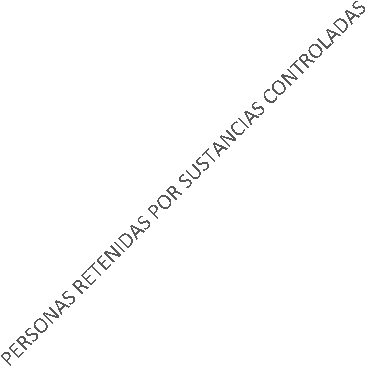 PERSONAS RETENIDAS POR SUSTANCIAS CONTROLADAS